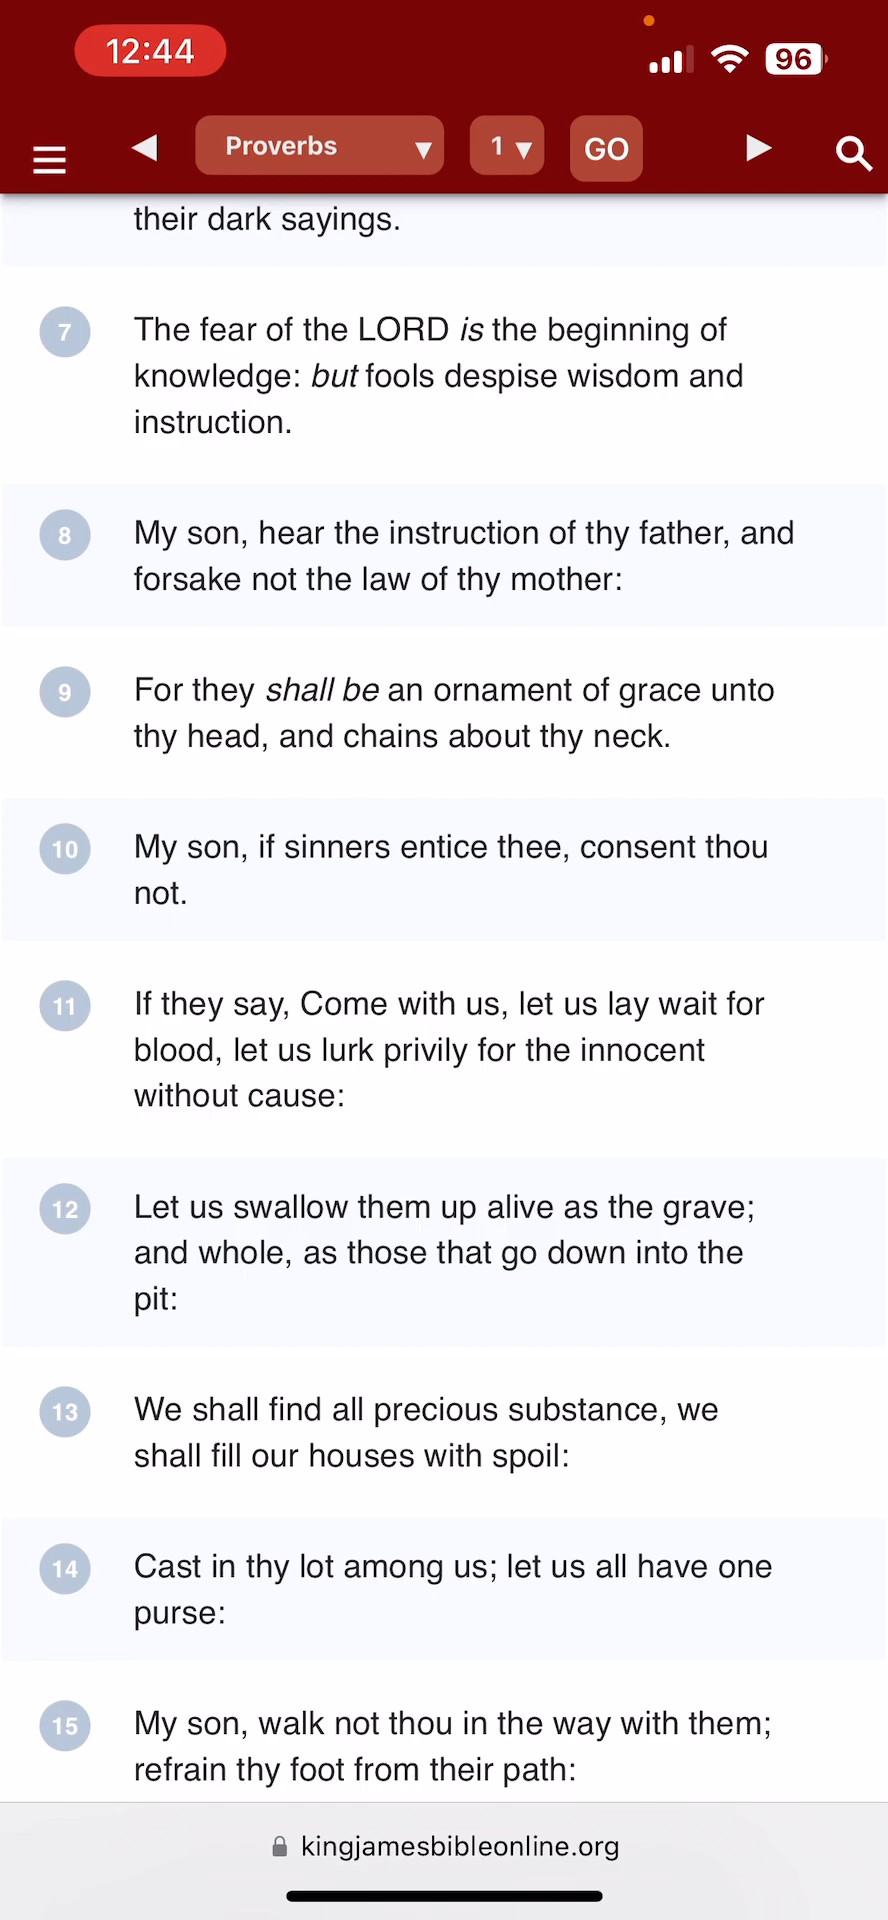 12:44
96
Proverbs ▼
1 ▼
GO
their dark sayings.
7
The fear of the LORD is the beginning of
knowledge: but fools despise wisdom and
instruction.
8
My son, hear the instruction of thy father, and
forsake not the law of thy mother:
9
For they shall be an ornament of grace unto
thy head, and chains about thy neck.
10
My son, if sinners entice thee, consent thou
not.
11
If they say, Come with us, let us lay wait for
blood, let us lurk privily for the innocent
without cause:
12
Let us swallow them up alive as the grave;
and whole, as those that go down into the
pit:
13
We shall find all precious substance, we
shall fill our houses with spoil:
14
Cast in thy lot among us; let us all have one
purse:
15
My son, walk not thou in the way with them;
refrain thy foot from their path:
kingjamesbibleonline.org